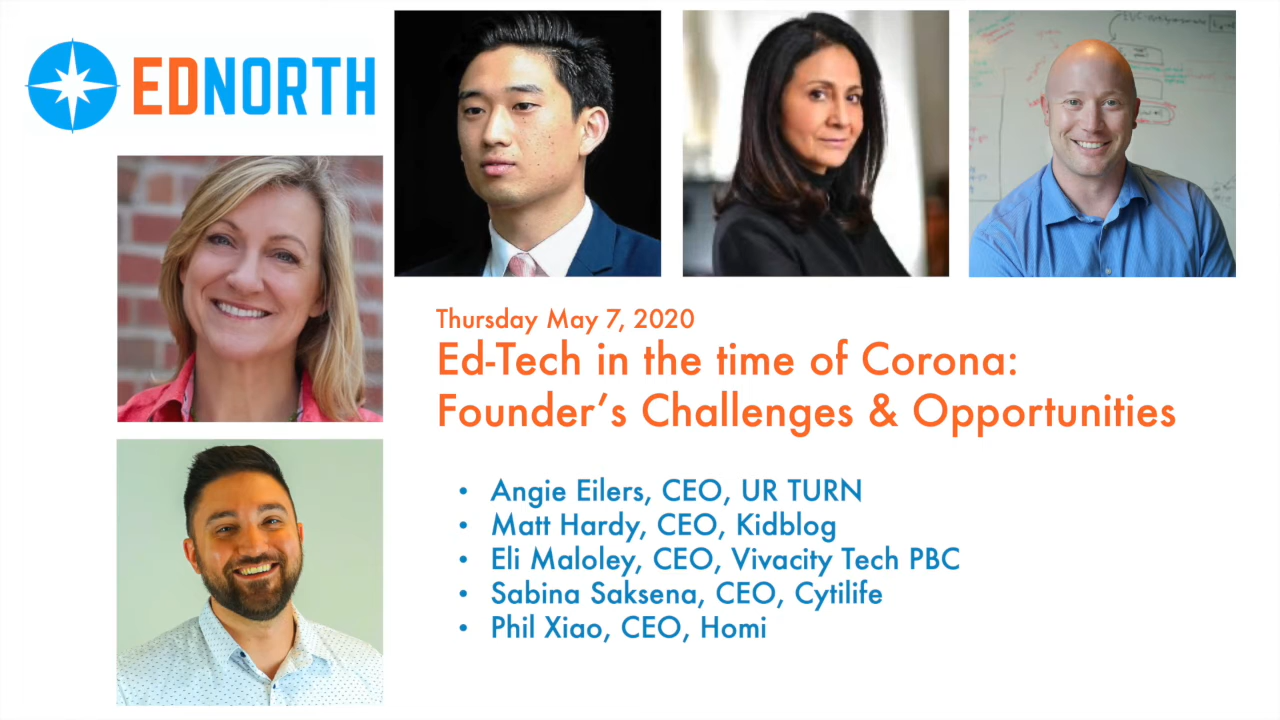 EDNORTH
Thursday May 7, 2020
Ed-Tech in the time of Corona:
Founder's Challenges & Opportunities
• Angie Eilers, CEO, UR TURN
• Matt Hardy, CEO, Kidblog
• Eli Maloley, CEO, Vivacity Tech PBC
• Sabina Saksena, CEO, Cytilife
• Phil Xiao, CEO, Homi